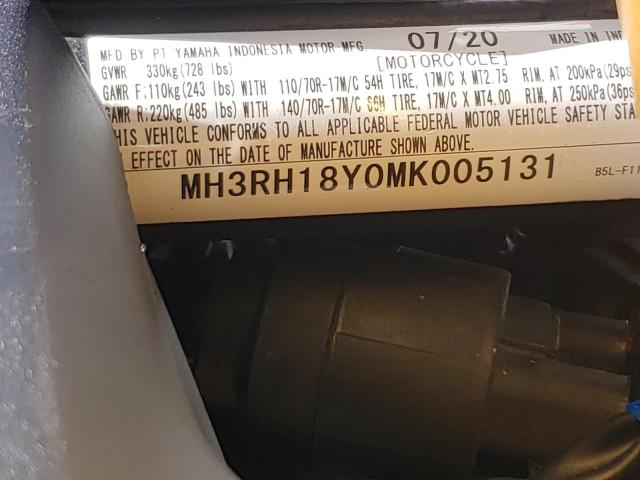 MFD BY PT YAMAHA INDONESIA MOTOR MFG. 07/20 MADE IN
GVWR 330kg(728 lbs) [MOTORCYCLE]
GAWR F:110kg(243 lbs)WITH 110/70R-17M/C 54H TIRE, 17M/C X MT2.75 RIM, AT 200kPa(29ps
GAWR R:220kg(485 lbs)WITH 140/70R-17M/C 66H TIRE, 17M/C X MT4.00 RIM, AT 250kPa(36ps
THIS VEHICLE CONFORMS TO ALL APPLICABLE FEDERAL MOTOR VEHICLE SAFETY STA
EFFECT ON THE DATE OF MANUFACTURE SHOWN ABOVE.
MH3RH18Y0MK005131 B5L-F11